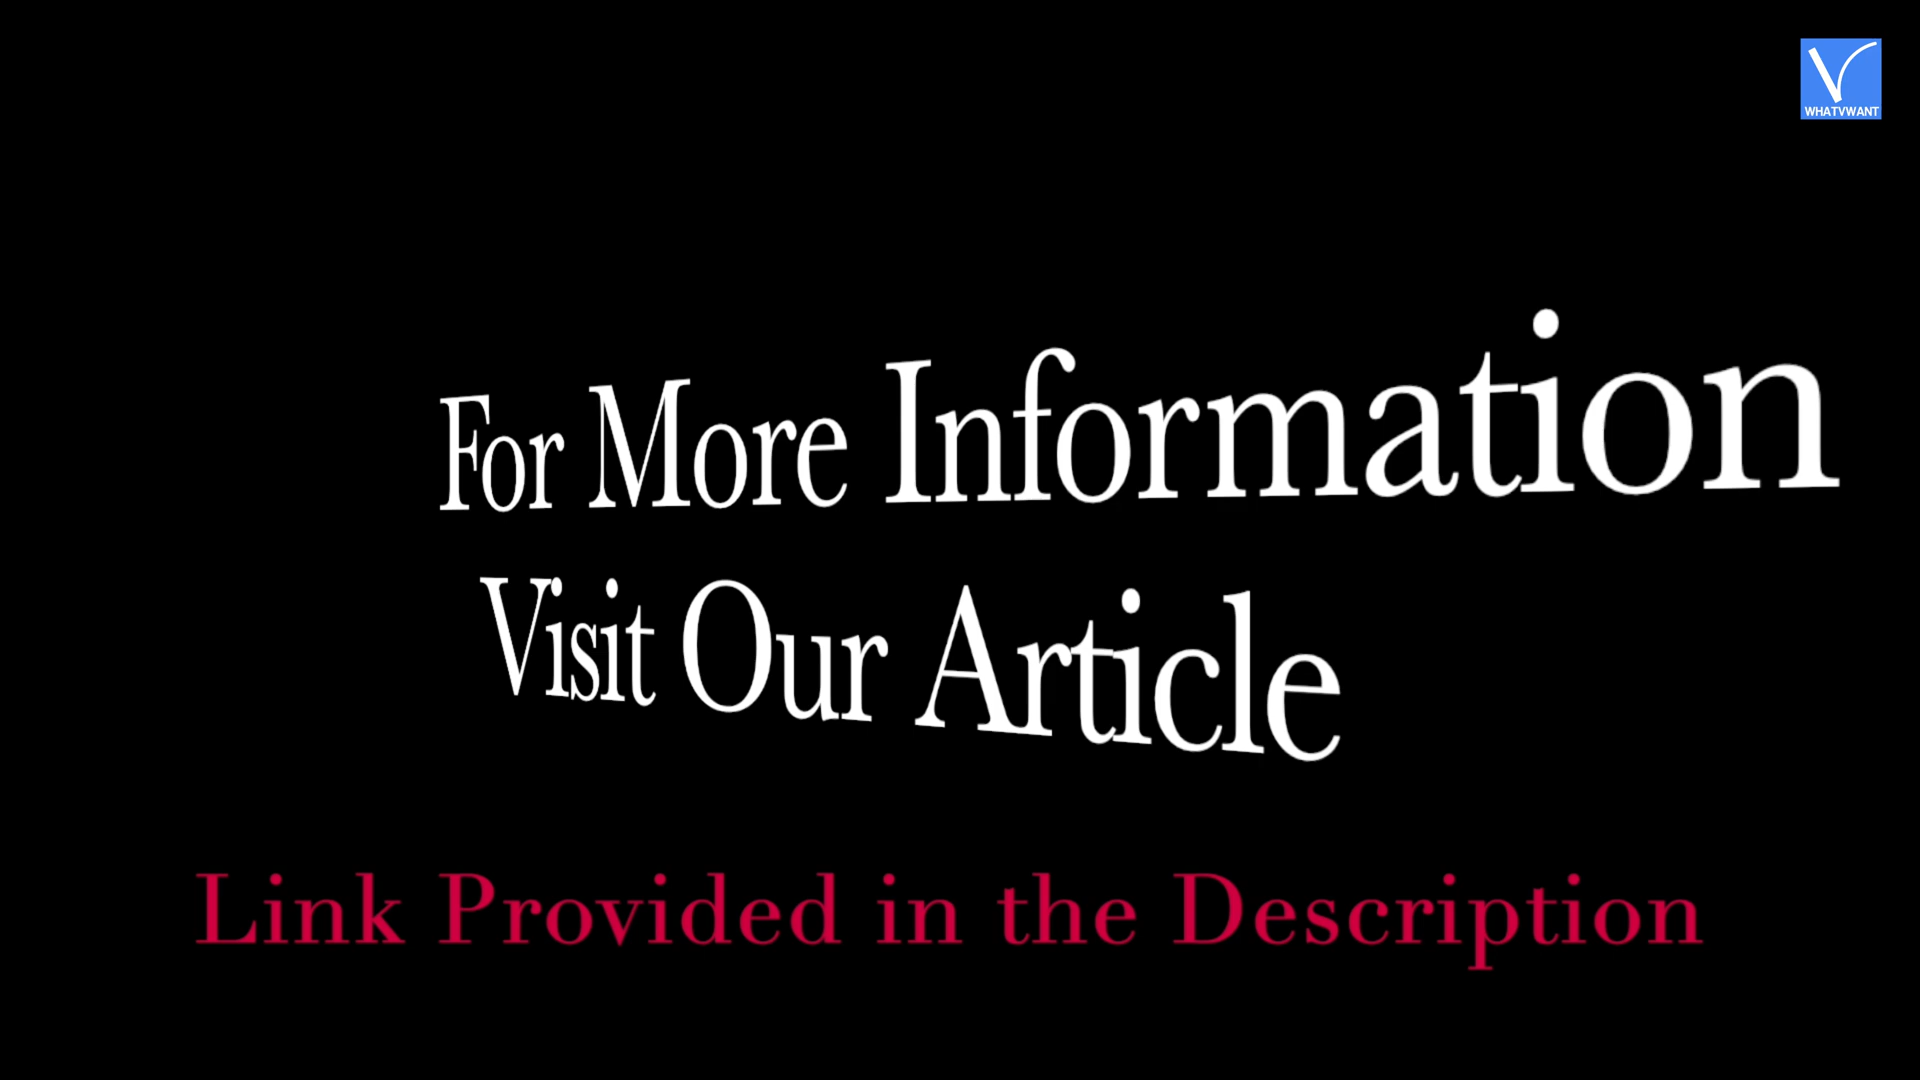 WHATVWANT
For More Information
Visit Our Article
Link Provided in the Description